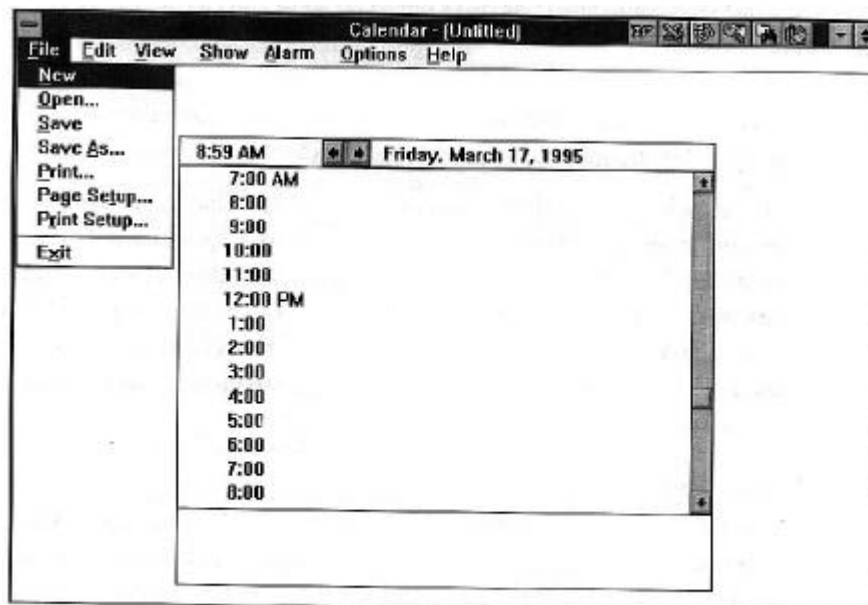 Calendar - (Untitled)
File Edit View Show Alarm Options Help
New
Open...
Save
Save As...
Print...
Page Setup...
Print Setup...
Exit
8:59 AM Friday, March 17, 1995
7:00 AM
8:00
9:00
10:00
11:00
12:00 PM
1:00
2:00
3:00
4:00
5:00
6:00
7:00
8:00